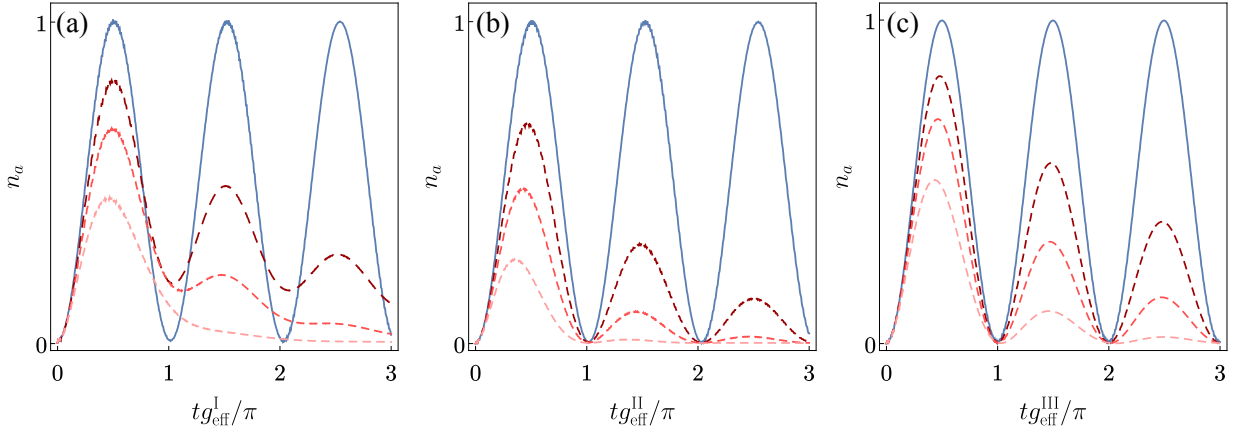 (a)
1
n_a
0
0 1 2 3
tg_eff^I/π
(b)
1
n_a
0
0 1 2 3
tg_eff^II/π
(c)
1
n_a
0
0 1 2 3
tg_eff^III/π